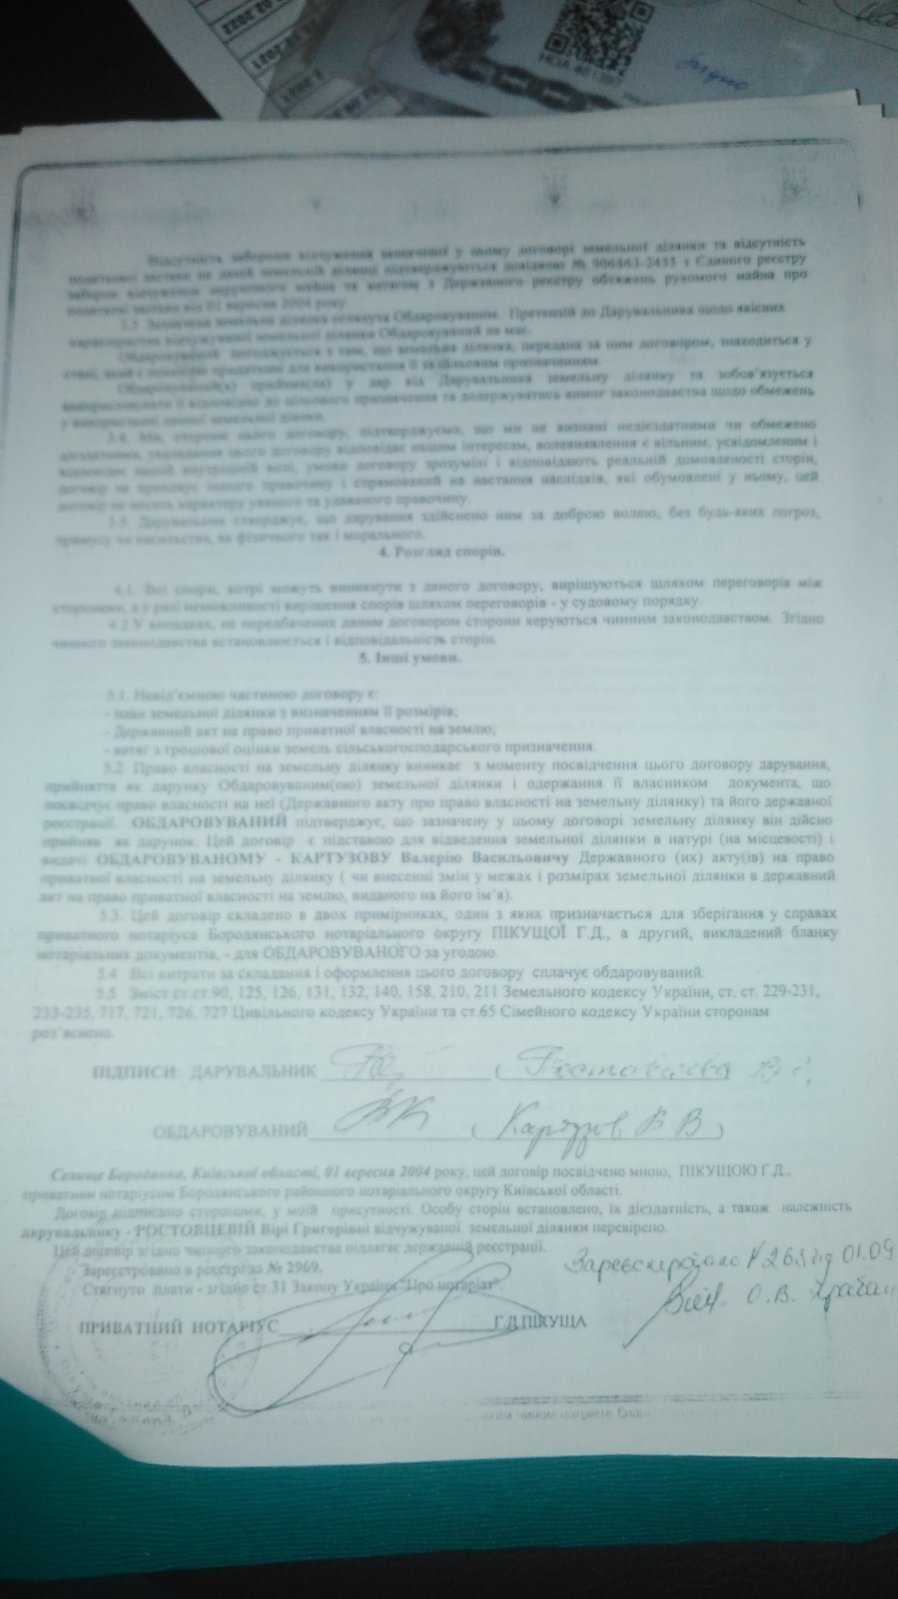 Відсутність заборони відчуження зазначеної у цьому договорі земельної ділянки та відсутність
податкової застави на даній земельній ділянці підтверджуються довідкою № з Єдиного реєстру
заборон відчуження нерухомого майна та витягом з Державного реєстру обтяжень рухомого майна про
податкові застави від 01 вересня 2004 року.
3.3 Зазначена земельна ділянка оглянута Обдаровуваним. Претензій до Дарувальника щодо якісних
характеристик відчужуваної земельної ділянки Обдаровуваний не має.
Обдаровуваний погоджується з тим, що земельна ділянка, передана за цим договором, знаходиться у
стані, який є повністю придатний для використання її за цільовим призначенням.
Обдаровуваний(а) прийняв(ла) у дар від Дарувальника земельну ділянку та зобов'язується
використовувати її відповідно до цільового призначення та додержуватись вимог законодавства щодо обмежень
у використанні цінної земельної ділянки.
3.4. Ми, сторони цього договору, підтверджуємо, що ми не визнані недієздатними чи обмежено
дієздатними, укладання цього договору відповідає нашим інтересам, волевиявлення є вільним, усвідомленим і
відповідає нашій внутрішній волі, умови договору зрозумілі і відповідають реальній домовленості сторін,
договір не приховує іншого правочину і спрямований на настання наслідків, які обумовлені у ньому, цей
договір не носить характеру уявного та удаваного правочину.
3.5. Дарувальник стверджує, що дарування здійснено ним за доброю волею, без будь-яких погроз,
примусу чи насильства, як фізичного так і морального.
4. Розгляд спорів.
4.1. Всі спори, котрі можуть виникнути з даного договору, вирішуються шляхом переговорів між
сторонами, а у разі неможливості вирішення спорів шляхом переговорів - у судовому порядку.
4.2 У випадках, не передбачених даним договором сторони керуються чинним законодавством. Згідно
чинного законодавства встановлюється і відповідальність сторін.
5. Інші умови.
5.1. Невід'ємною частиною договору є:
- план земельної ділянки з визначенням її розмірів;
- Державний акт на право приватної власності на землю;
- витяг з грошової оцінки земель сільськогосподарського призначення.
5.2 Право власності на земельну ділянку виникає з моменту посвідчення цього договору дарування,
прийняття як дарунку Обдаровуваним(ою) земельної ділянки і одержання її власником документа, що
посвідчує право власності на неї (Державного акту про право власності на земельну ділянку) та його державної
реєстрації. ОБДАРОВУВАНИЙ підтверджує, що зазначену у цьому договорі земельну ділянку він дійсно
прийняв як дарунок. Цей договір є підставою для відведення земельної ділянки в натурі (на місцевості) і
видачі ОБДАРОВУВАНОМУ - КАРТУЗОВУ Валерію Васильовичу Державного (их) акту(ів) на право
приватної власності на земельну ділянку ( чи внесенні змін у межах і розмірах земельної ділянки в державний
акт на право приватної власності на землю, виданого на його ім'я).
5.3. Цей договір складено в двох примірниках, один з яких призначається для зберігання у справах
приватного нотаріуса Бородянського нотаріального округу ПІКУЩОЇ Г.Д., а другий, викладений бланку
нотаріальних документів, - для ОБДАРОВУВАНОГО за угодою.
5.4 Всі витрати за складання і оформлення цього договору сплачує обдаровуваний.
5.5 Зміст ст.ст.90, 125, 126, 131, 132, 140, 158, 210, 211 Земельного кодексу України, ст. ст. 229-231,
233-235, 717, 721, 726, 727 Цивільного кодексу України та ст.65 Сімейного кодексу України сторонам
роз'яснено.
ПІДПИСИ: ДАРУВАЛЬНИК
ОБДАРОВУВАНИЙ ( Картузов В В )
Селище Бородянка, Київської області, 01 вересня 2004 року, цей договір посвідчено мною, ПІКУЩОЮ Г.Д.,
приватним нотаріусом Бородянського районного нотаріального округу Київської області.
Договір підписано сторонами, у моїй присутності. Особу сторін встановлено, їх дієздатність, а також належність
дарувальнику - РОСТОВЦЕВІЙ Вірі Григорівні відчужуваної земельної ділянки перевірено.
Цей договір згідно чинного законодавства підлягає державній реєстрації.
Зареєстровано в реєстрі за № 2969.
Стягнуто плати - згідно ст.31 Закону України "Про нотаріат".
ПРИВАТНИЙ НОТАРІУС Г.Д.ПІКУЩА